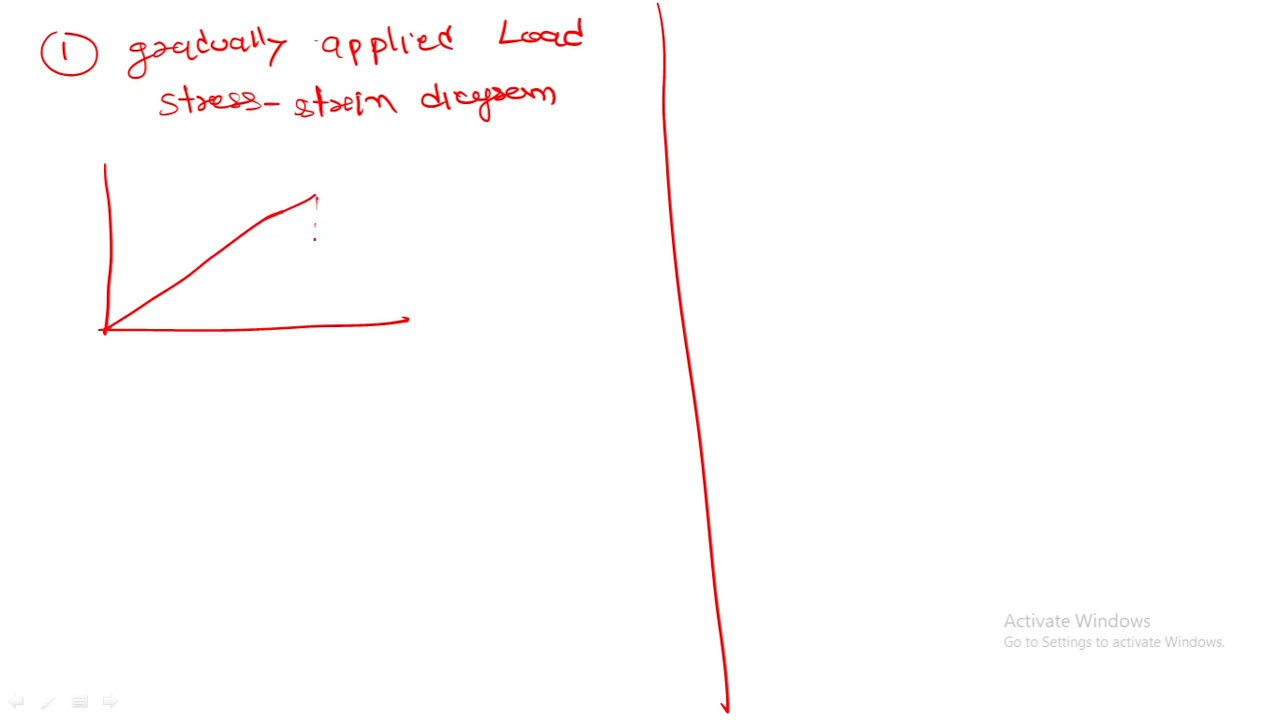 ① gradually applied Load
stress-strain diagram
Activate Windows
Go to Settings to activate Windows.